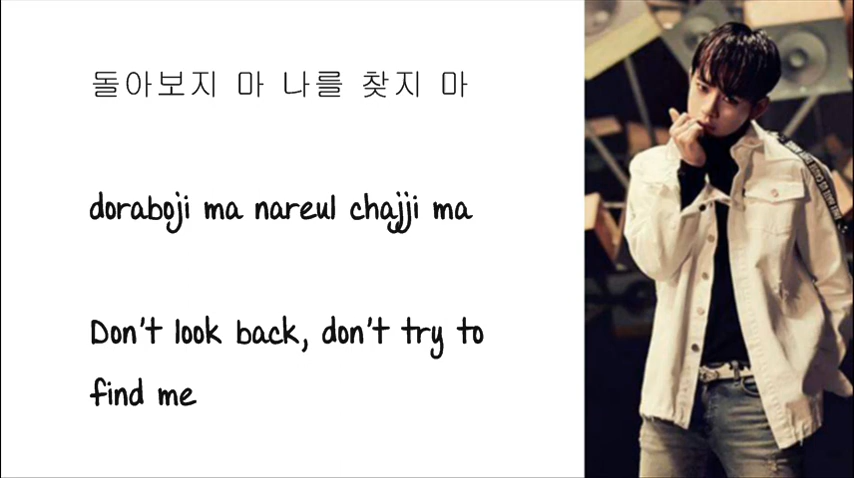 돌아보지 마 나를 찾지 마
doraboji ma nareul chajji ma
Don't look back, don't try to
find me